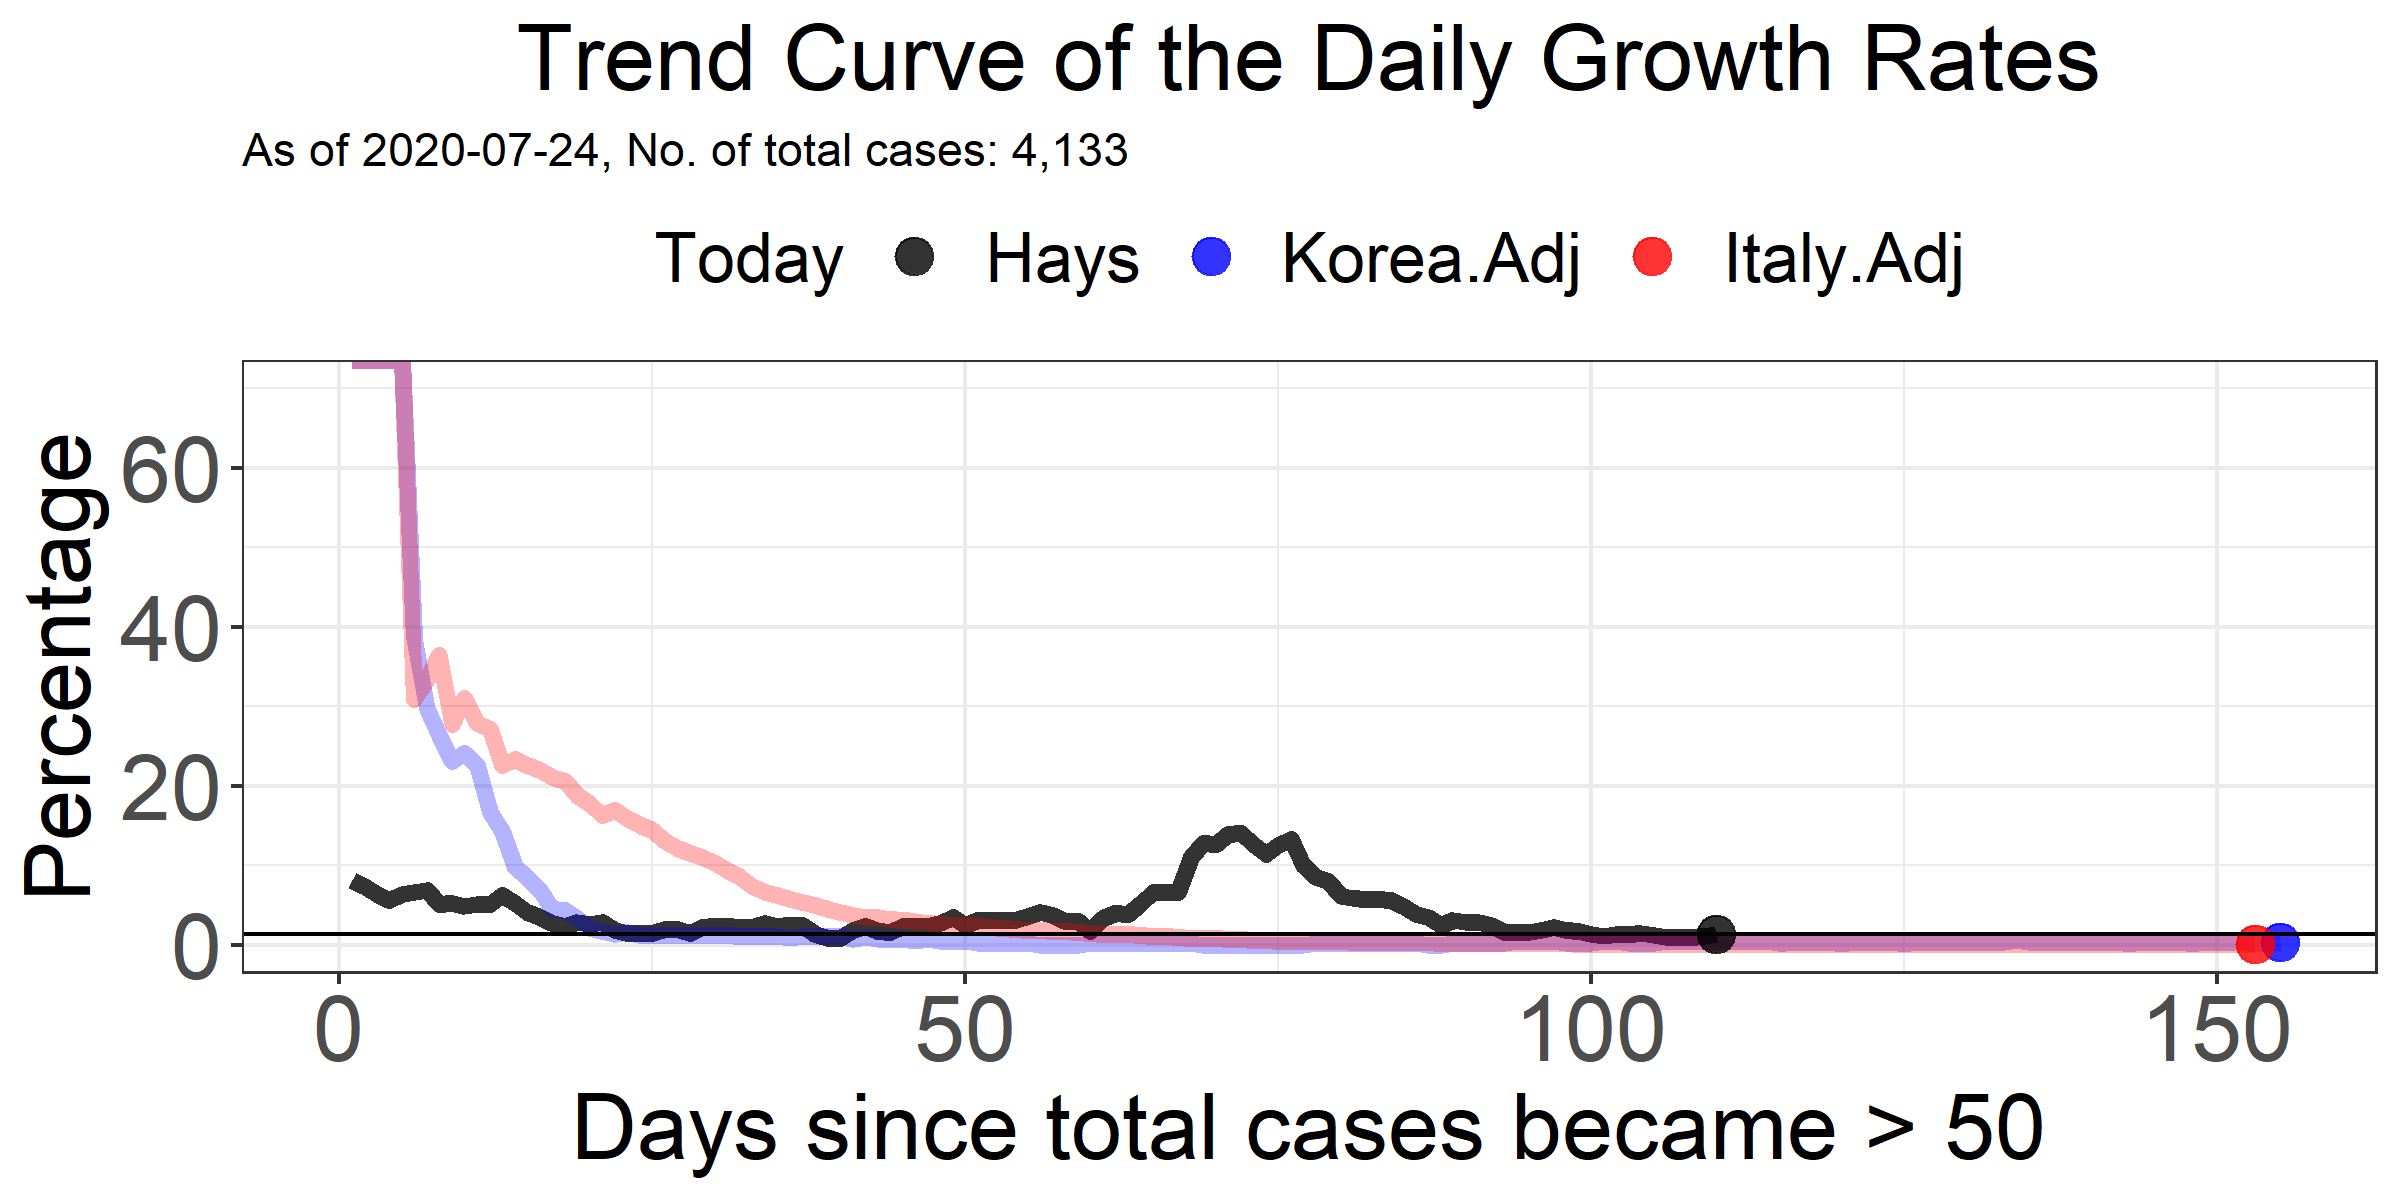 Trend Curve of the Daily Growth Rates
As of 2020-07-24, No. of total cases: 4,133
Today Hays Korea.Adj Italy.Adj
Percentage
60
40
20
0
0 50 100 150
Days since total cases became > 50